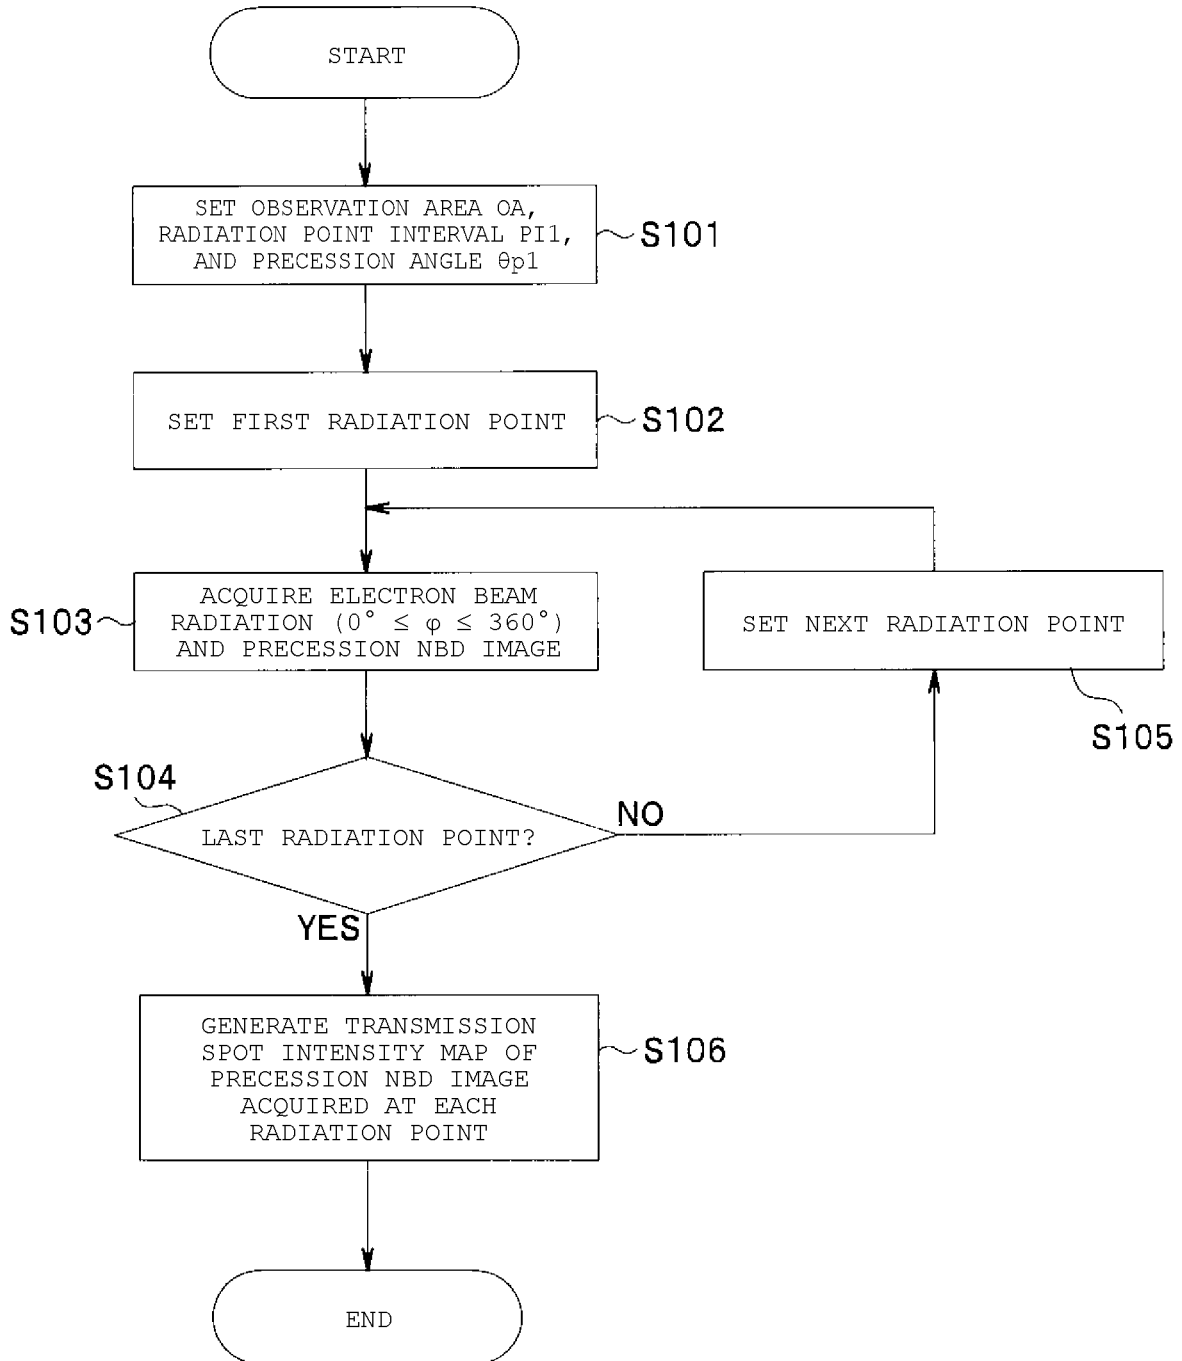 START
SET OBSERVATION AREA OA,
RADIATION POINT INTERVAL PI1,
AND PRECESSION ANGLE θp1
S101
SET FIRST RADIATION POINT
S102
S103
ACQUIRE ELECTRON BEAM
RADIATION (0° ≤ φ ≤ 360°)
AND PRECESSION NBD IMAGE
SET NEXT RADIATION POINT
S105
S104
LAST RADIATION POINT?
NO
YES
GENERATE TRANSMISSION
SPOT INTENSITY MAP OF
PRECESSION NBD IMAGE
ACQUIRED AT EACH
RADIATION POINT
S106
END